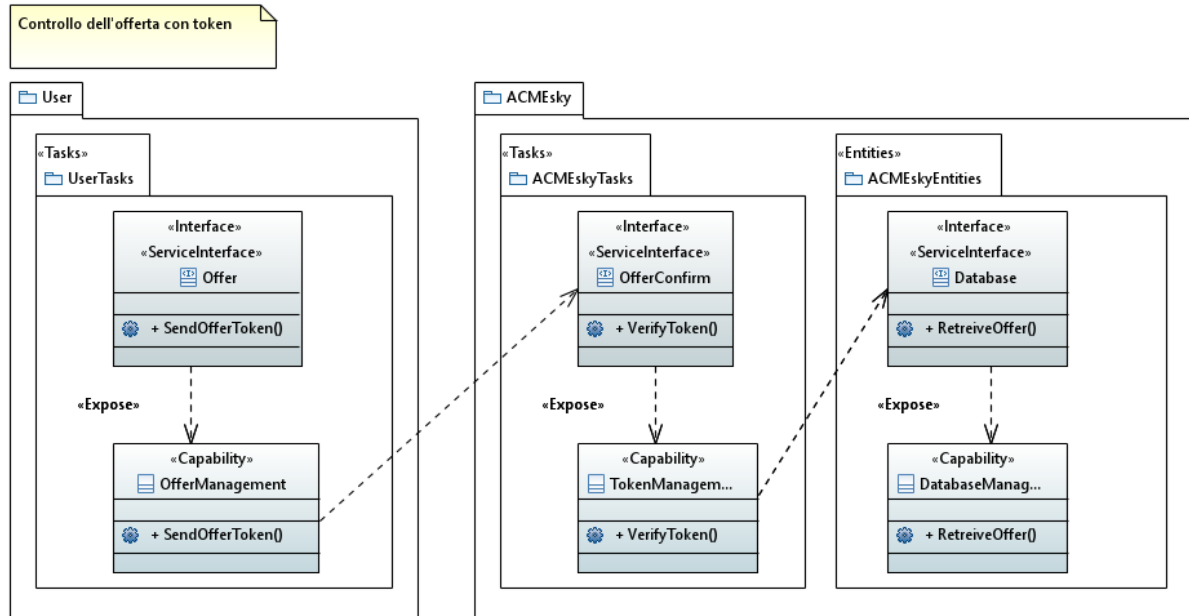 Controllo dell'offerta con token
User
«Tasks»
UserTasks
«Interface»
«ServiceInterface»
Offer
+ SendOfferToken()
«Expose»
«Capability»
OfferManagement
+ SendOfferToken()
ACMEsky
«Tasks»
ACMEskyTasks
«Interface»
«ServiceInterface»
OfferConfirm
+ VerifyToken()
«Expose»
«Capability»
TokenManagem...
+ VerifyToken()
«Entities»
ACMEskyEntities
«Interface»
«ServiceInterface»
Database
+ RetreiveOffer()
«Expose»
«Capability»
DatabaseManag...
+ RetreiveOffer()